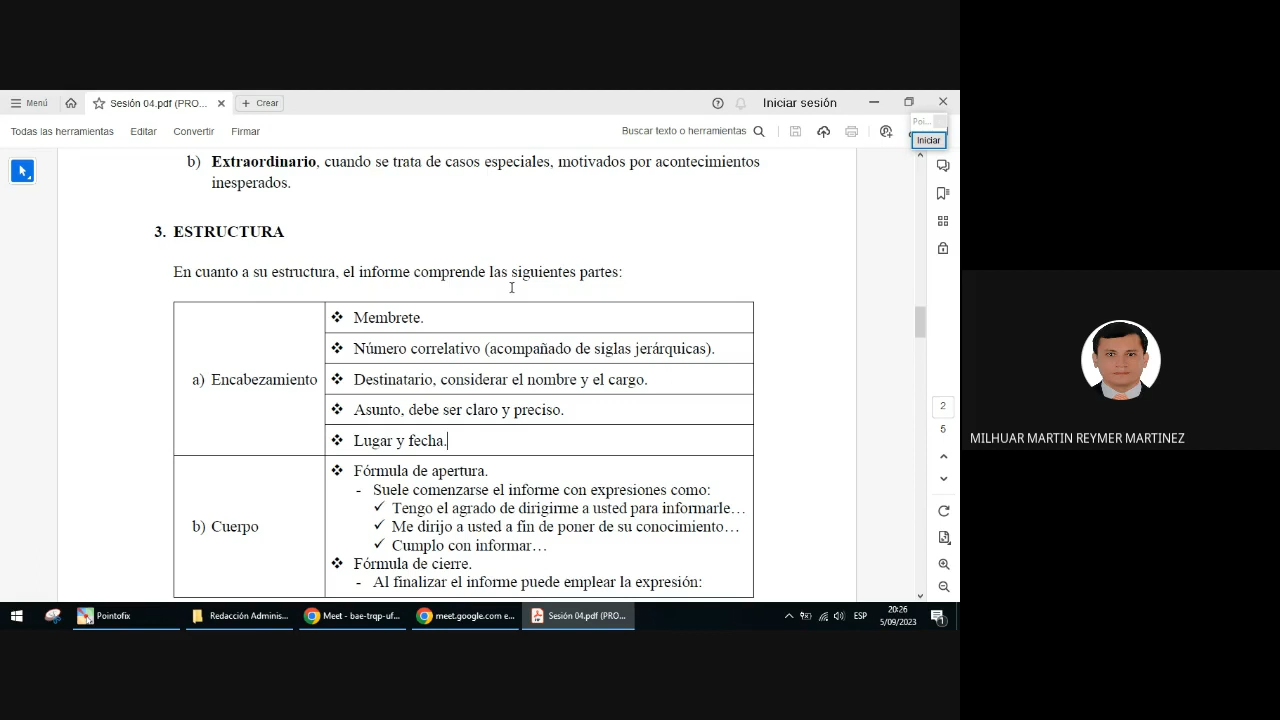 Menú
Sesión 04.pdf (PRO...
Crear
Iniciar sesión
Todas las herramientas
Editar
Convertir
Firmar
Buscar texto o herramientas
Poi...
Iniciar
b) Extraordinario, cuando se trata de casos especiales, motivados por acontecimientos
inesperados.
3. ESTRUCTURA
En cuanto a su estructura, el informe comprende las siguientes partes:
a) Encabezamiento
❖ Membrete.
❖ Número correlativo (acompañado de siglas jerárquicas).
❖ Destinatario, considerar el nombre y el cargo.
❖ Asunto, debe ser claro y preciso.
❖ Lugar y fecha.
b) Cuerpo
❖ Fórmula de apertura.
- Suele comenzarse el informe con expresiones como:
✓ Tengo el agrado de dirigirme a usted para informarle…
✓ Me dirijo a usted a fin de poner de su conocimiento…
✓ Cumplo con informar…
❖ Fórmula de cierre.
- Al finalizar el informe puede emplear la expresión:
2
5
MILHUAR MARTIN REYMER MARTINEZ
Pointofix
Redacción Adminis...
Meet - bae-trqp-uf...
meet.google.com e...
Sesión 04.pdf (PRO...
ESP
20:26
5/09/2023
1